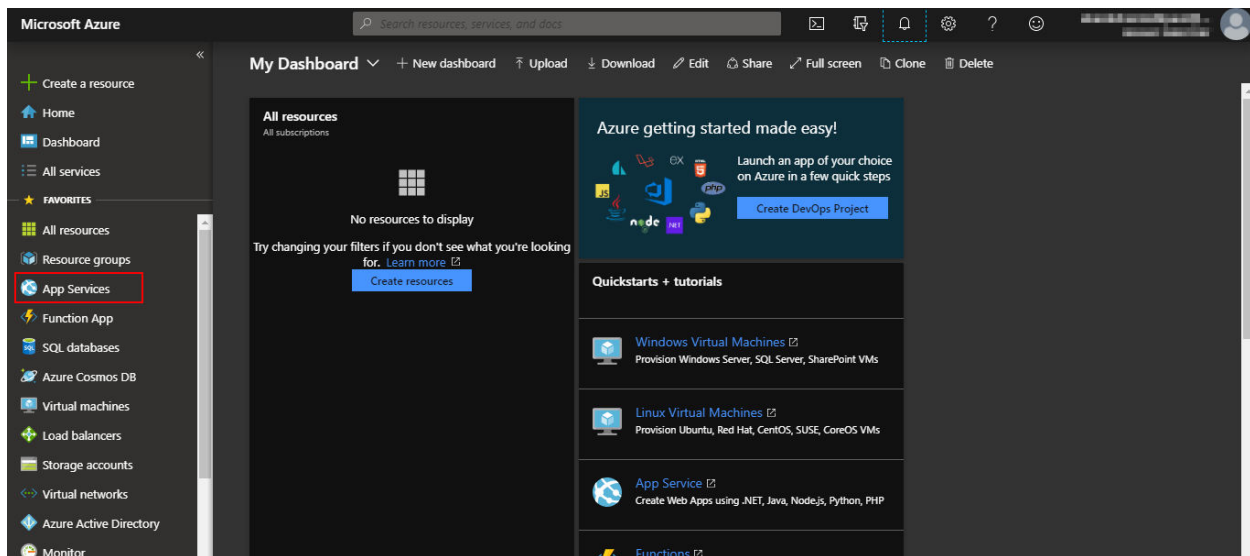 Microsoft Azure
Search resources, services, and docs
?
«
My Dashboard
+ New dashboard
Upload
Download
Edit
Share
Full screen
Clone
Delete
Create a resource
Home
Dashboard
All services
FAVORITES
All resources
Resource groups
App Services
Function App
SQL databases
Azure Cosmos DB
Virtual machines
Load balancers
Storage accounts
Virtual networks
Azure Active Directory
Monitor
All resources
All subscriptions
No resources to display
Try changing your filters if you don't see what you're looking
for. Learn more
Create resources
Azure getting started made easy!
Launch an app of your choice
on Azure in a few quick steps
Create DevOps Project
ex
JS
php
node
NET
Quickstarts + tutorials
Windows Virtual Machines
Provision Windows Server, SQL Server, SharePoint VMs
Linux Virtual Machines
Provision Ubuntu, Red Hat, CentOS, SUSE, CoreOS VMs
App Service
Create Web Apps using .NET, Java, Node.js, Python, PHP
Functions